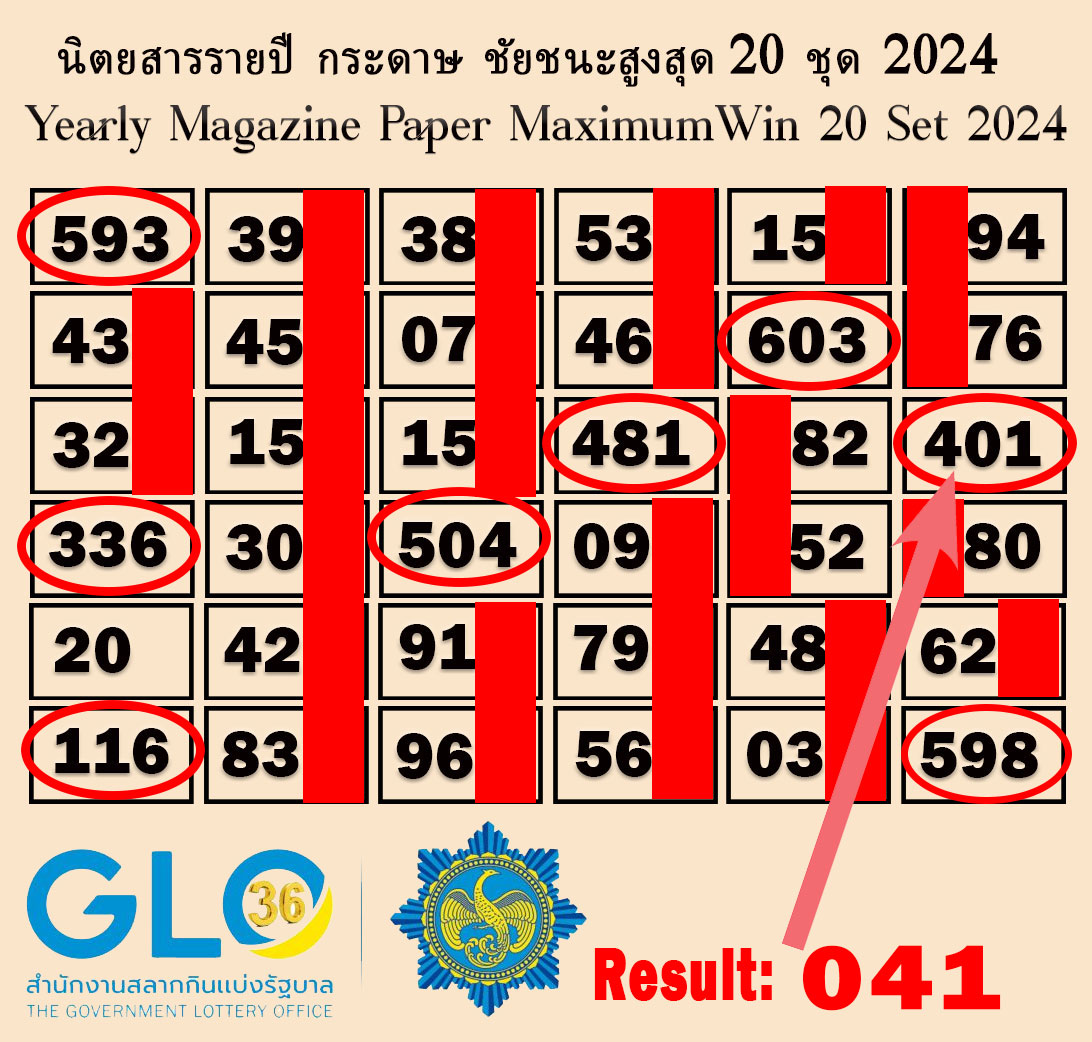 นิตยสารรายปี กระดาษ ชัยชนะสูงสุด 20 ชุด 2024
Yearly Magazine Paper Maximum Win 20 Set 2024
593 39 38 53 15 94
43 45 07 46 603 76
32 15 15 481 82 401
336 30 504 09 52 80
20 42 91 79 48 62
116 83 96 56 03 598
GLO 36
สำนักงานสลากกินแบ่งรัฐบาล
THE GOVERNMENT LOTTERY OFFICE
Result: 041